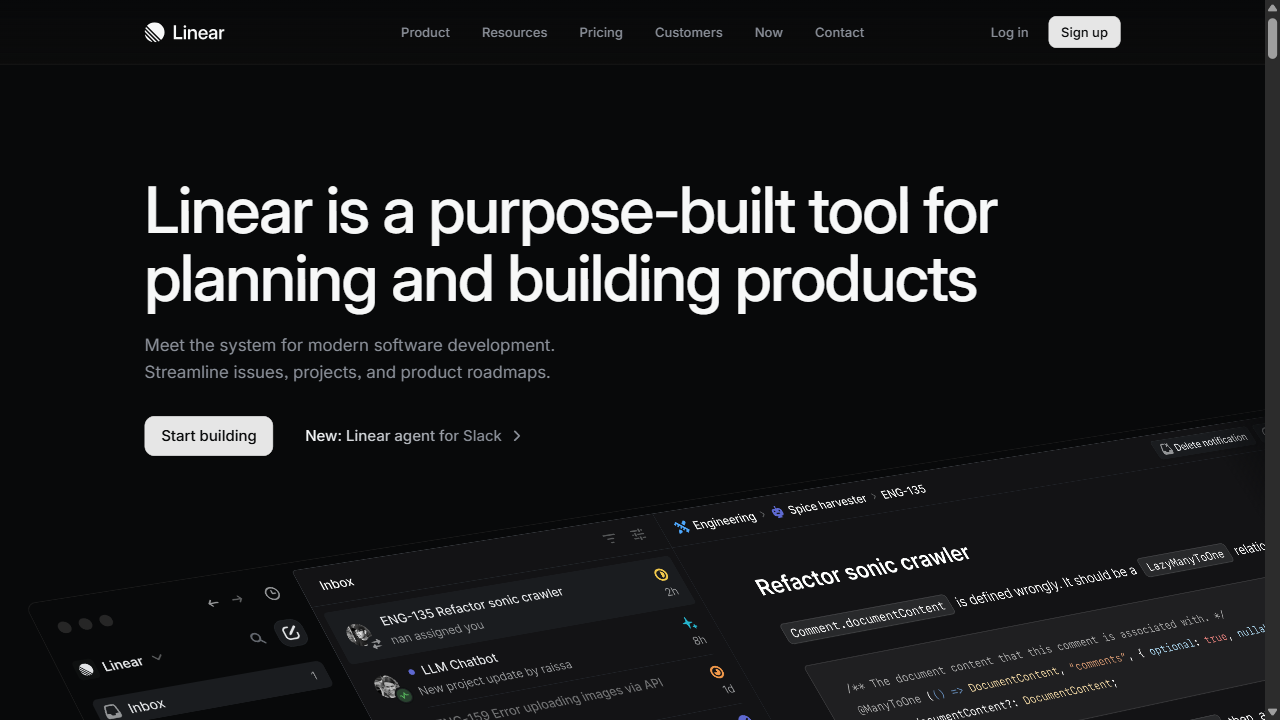 Linear
Product Resources Pricing Customers Now Contact
Log in
Sign up
Linear is a purpose-built tool for
planning and building products
Meet the system for modern software development.
Streamline issues, projects, and product roadmaps.
Start building
New: Linear agent for Slack
Delete notification
Engineering › Spice harvester › ENG-135
Inbox
Refactor sonic crawler
ENG-135 Refactor sonic crawler
nan assigned you
2h
Comment.documentContent is defined wrongly. It should be a LazyManyToOne
Linear
LLM Chatbot
New project update by raissa
8h
Inbox
1
ENG-159 Error uploading images via API
1d
/** The document content that this comment is associated with. */
@ManyToOne (() => DocumentContent, "comments", { optional: true,
documentContent?: DocumentContent;